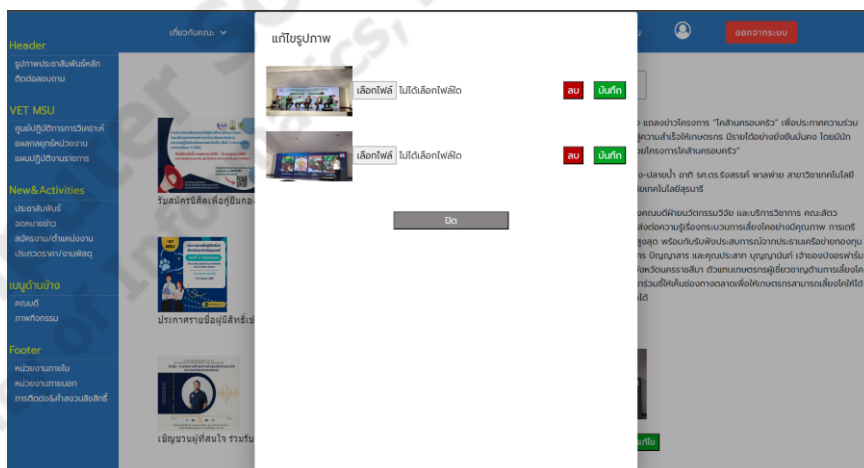 เกี่ยวกับคณะ
ออกจากระบบ
Header
รูปภาพประชาสัมพันธ์หลัก
ติดต่อสอบถาม
VET MSU
ศูนย์ปฏิบัติการการวิเคราะห์
แผลกลยุทธ์หน่วยงาน
แผนปฏิบัติงานรายการ
New&Activities
ประชาสัมพันธ์
จดหมายข่าว
สมัครงาน/ตำแหน่งงาน
ประกวดราคา/งานพัสดุ
เมนูด้านข้าง
คณบดี
ภาพกิจกรรม
Footer
หน่วยงานภายใน
หน่วยงานภายนอก
การติดต่อ&คำสงวนลิขสิทธิ์
รับสมัครนิสิตเพื่อกู้ยืมกอง
ประกาศรายชื่อผู้มีสิทธิ์เข้
เชิญชวนผู้ที่สนใจ ร่วมรับ
แก้ไขรูปภาพ
เลือกไฟล์ ไม่ได้เลือกไฟล์ใด ลบ บันทึก
เลือกไฟล์ ไม่ได้เลือกไฟล์ใด ลบ บันทึก
ปิด
แถลงข่าวโครงการ "โคล้านครอบครัว" เพื่อประกาศความร่วม
ความสำเร็จให้เกษตรกร มีรายได้อย่างยั่งยืนมั่นคง โดยมีนัก
โครงการโคล้านครอบครัว"
ง-ปลายน้ำ อาทิ รศ.ดร.รังสรรค์ พาลพ่าย สาขาวิชาเทคโนโลยี
เทคโนโลยีสุรนารี
คณบดีฝ่ายนวัตกรรมวิจัย และบริการวิชาการ คณะสัตว
ส่งต่อความรู้เรื่องกระบวนการเลี้ยงโคอย่างมีคุณภาพ การเตรี
สูงสุด พร้อมกับรับฟังประสบการณ์จากประธานเครือข่ายกองทุน
ปัญญาสาร และคุณประสาท บุญญานันท์ เจ้าของบังอรฟาร์ม
จังหวัดนครราชสีมา ตัวแทนเกษตรกรผู้เชี่ยวชาญด้านการเลี้ยงโค
มาร่วมชี้ให้เห็นช่องทางตลาดเพื่อให้เกษตรกรสามารถเลี้ยงโคให้ได้
ได้
แก้ไข